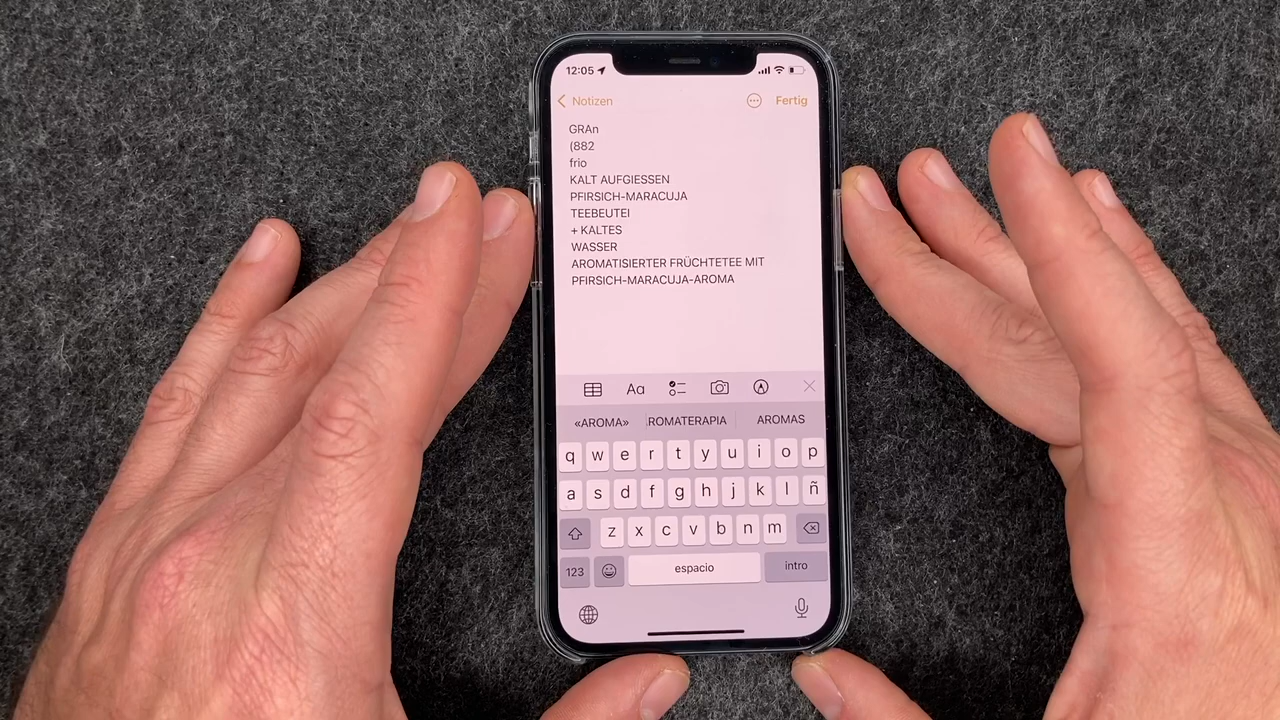 12:05
Notizen
Fertig
GRAn
(882
frio
KALT AUFGIESSEN
PFIRSICH-MARACUJA
TEEBEUTEI
+ KALTES
WASSER
AROMATISIERTER FRÜCHTETEE MIT
PFIRSICH-MARACUJA-AROMA
Aa
«AROMA» ROMATERAPIA AROMAS
q w e r t y u i o p
a s d f g h j k l ñ
z x c v b n m
123 espacio intro